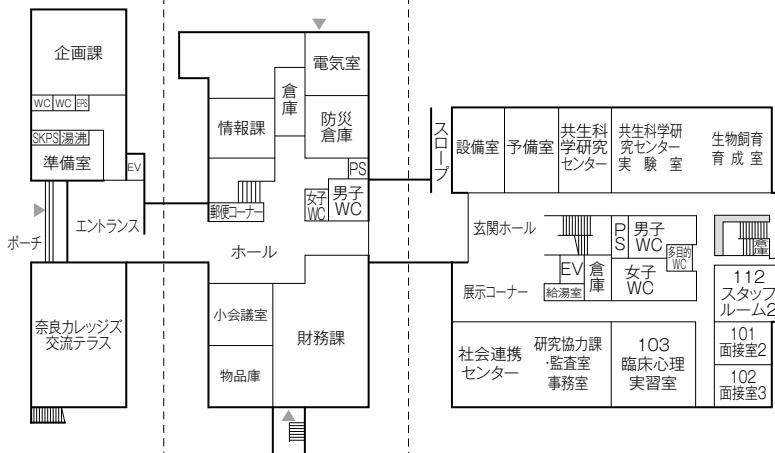 企画課
WC
WC
EPS
SKPS
湯沸
準備室
EV
エントランス
ポーチ
奈良カレッジズ
交流テラス
電気室
倉庫
情報課
防災
倉庫
PS
女子
WC
男子
WC
郵便コーナー
ホール
小会議室
財務課
物品庫
スロープ
設備室
予備室
共生科
学研究
センター
共生科学研
究センター
実験室
生物飼育
育成室
玄関ホール
PS
男子
WC
多目的
WC
倉庫
EV
倉庫
女子
WC
給湯室
展示コーナー
112
スタッフ
ルーム2
社会連携
センター
研究協力課
・監査室
事務室
103
臨床心理
実習室
101
面接室2
102
面接室3